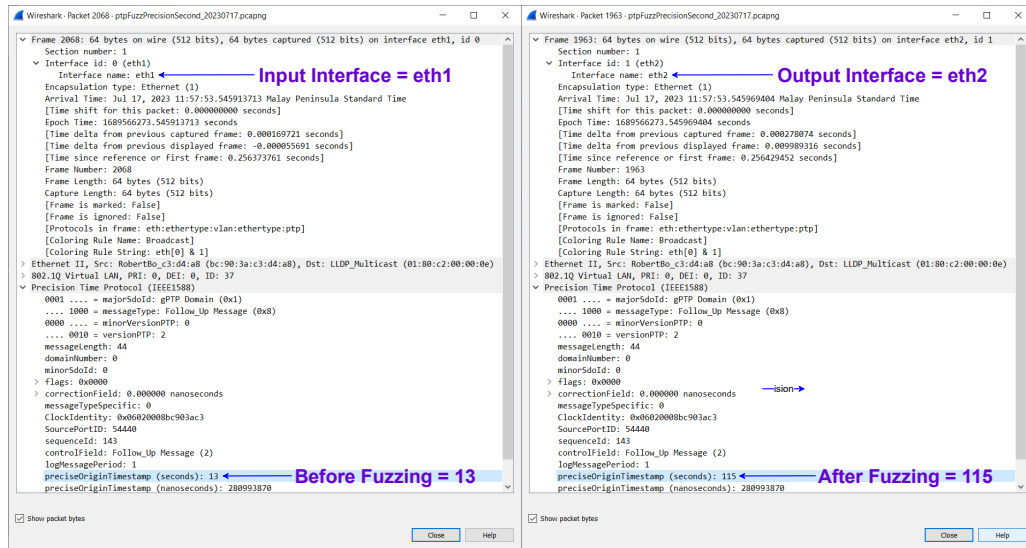 Wireshark · Packet 2068 · ptpFuzzPrecisionSecond_20230717.pcapng
Frame 2068: 64 bytes on wire (512 bits), 64 bytes captured (512 bits) on interface eth1, id 0
Section number: 1
Interface id: 0 (eth1)
Interface name: eth1
Input Interface = eth1
Encapsulation type: Ethernet (1)
Arrival Time: Jul 17, 2023 11:57:53.545913713 Malay Peninsula Standard Time
[Time shift for this packet: 0.000000000 seconds]
Epoch Time: 1689566273.545913713 seconds
[Time delta from previous captured frame: 0.000169721 seconds]
[Time delta from previous displayed frame: -0.000055691 seconds]
[Time since reference or first frame: 0.256373761 seconds]
Frame Number: 2068
Frame Length: 64 bytes (512 bits)
Capture Length: 64 bytes (512 bits)
[Frame is marked: False]
[Frame is ignored: False]
[Protocols in frame: eth:ethertype:vlan:ethertype:ptp]
[Coloring Rule Name: Broadcast]
[Coloring Rule String: eth[0] & 1]
Ethernet II, Src: RobertBo_c3:d4:a8 (bc:90:3a:c3:d4:a8), Dst: LLDP_Multicast (01:80:c2:00:00:0e)
802.1Q Virtual LAN, PRI: 0, DEI: 0, ID: 37
Precision Time Protocol (IEEE1588)
0001 .... = majorSdoId: gPTP Domain (0x1)
.... 1000 = messageType: Follow_Up Message (0x8)
0000 .... = minorVersionPTP: 0
.... 0010 = versionPTP: 2
messageLength: 44
domainNumber: 0
minorSdoId: 0
flags: 0x0000
correctionField: 0.000000 nanoseconds
messageTypeSpecific: 0
ClockIdentity: 0x06020008bc903ac3
SourcePortID: 54440
sequenceId: 143
controlField: Follow_Up Message (2)
logMessagePeriod: 1
preciseOriginTimestamp (seconds): 13
Before Fuzzing = 13
preciseOriginTimestamp (nanoseconds): 280993870
Show packet bytes
Close
Help
Wireshark · Packet 1963 · ptpFuzzPrecisionSecond_20230717.pcapng
Frame 1963: 64 bytes on wire (512 bits), 64 bytes captured (512 bits) on interface eth2, id 1
Section number: 1
Interface id: 1 (eth2)
Interface name: eth2
Output Interface = eth2
Encapsulation type: Ethernet (1)
Arrival Time: Jul 17, 2023 11:57:53.545969404 Malay Peninsula Standard Time
[Time shift for this packet: 0.000000000 seconds]
Epoch Time: 1689566273.545969404 seconds
[Time delta from previous captured frame: 0.000278074 seconds]
[Time delta from previous displayed frame: 0.009989316 seconds]
[Time since reference or first frame: 0.256429452 seconds]
Frame Number: 1963
Frame Length: 64 bytes (512 bits)
Capture Length: 64 bytes (512 bits)
[Frame is marked: False]
[Frame is ignored: False]
[Protocols in frame: eth:ethertype:vlan:ethertype:ptp]
[Coloring Rule Name: Broadcast]
[Coloring Rule String: eth[0] & 1]
Ethernet II, Src: RobertBo_c3:d4:a8 (bc:90:3a:c3:d4:a8), Dst: LLDP_Multicast (01:80:c2:00:00:0e)
802.1Q Virtual LAN, PRI: 0, DEI: 0, ID: 37
Precision Time Protocol (IEEE1588)
0001 .... = majorSdoId: gPTP Domain (0x1)
.... 1000 = messageType: Follow_Up Message (0x8)
0000 .... = minorVersionPTP: 0
.... 0010 = versionPTP: 2
messageLength: 44
domainNumber: 0
minorSdoId: 0
flags: 0x0000
ision
correctionField: 0.000000 nanoseconds
messageTypeSpecific: 0
ClockIdentity: 0x06020008bc903ac3
SourcePortID: 54440
sequenceId: 143
controlField: Follow_Up Message (2)
logMessagePeriod: 1
preciseOriginTimestamp (seconds): 115
After Fuzzing = 115
preciseOriginTimestamp (nanoseconds): 280993870
Show packet bytes
Close
Help